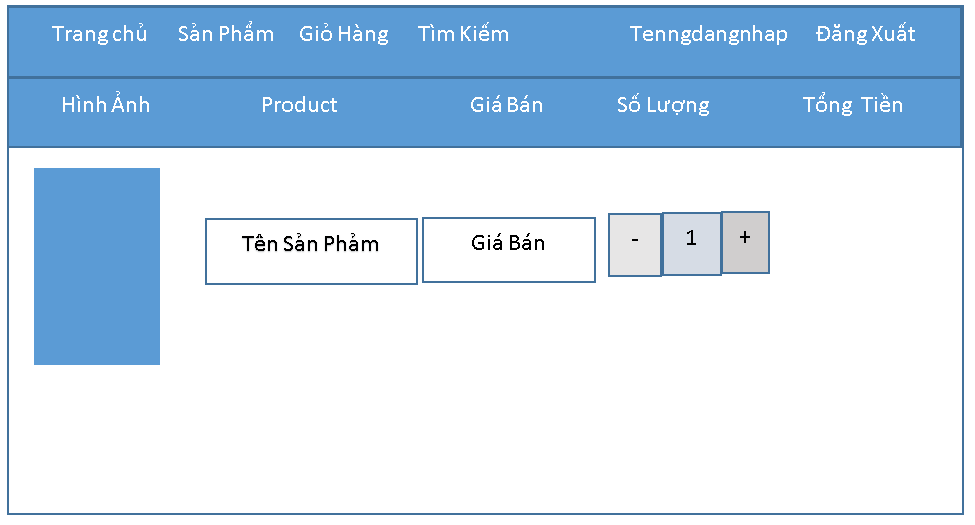 Trang chủ Sản Phẩm Giỏ Hàng Tìm Kiếm Tenngdangnhap Đăng Xuất
Hình Ảnh Product Giá Bán Số Lượng Tổng Tiền
Tên Sản Phảm Giá Bán - 1 +